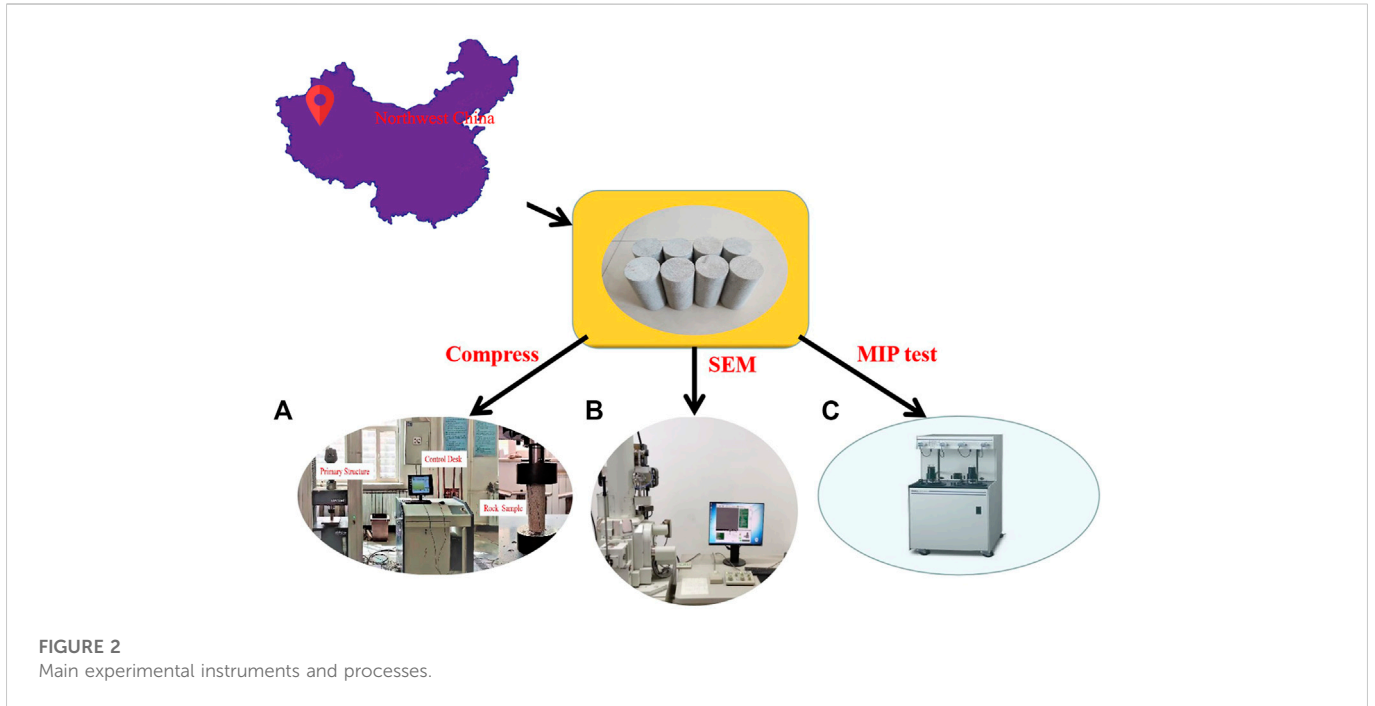 Northwest China
Compress
SEM
MIP test
A
B
C
Primary Structure
Control Desk
Rock Sample
FIGURE 2
Main experimental instruments and processes.